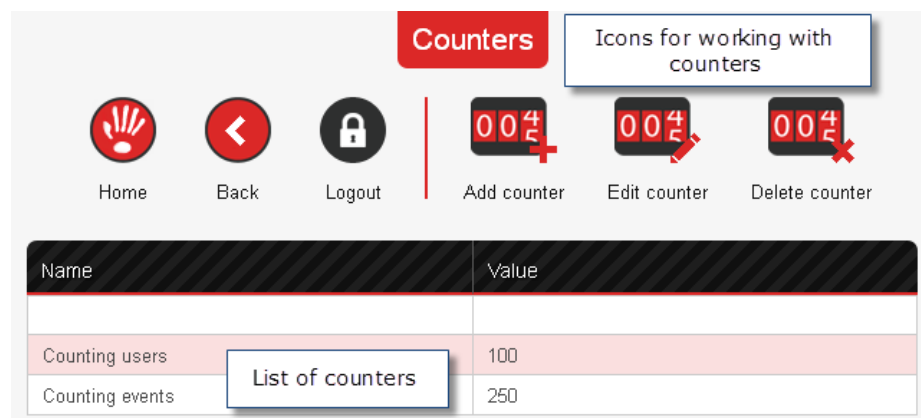 Counters
Icons for working with
counters
Home Back Logout Add counter Edit counter Delete counter
Name Value
Counting users 100
List of counters
Counting events 250